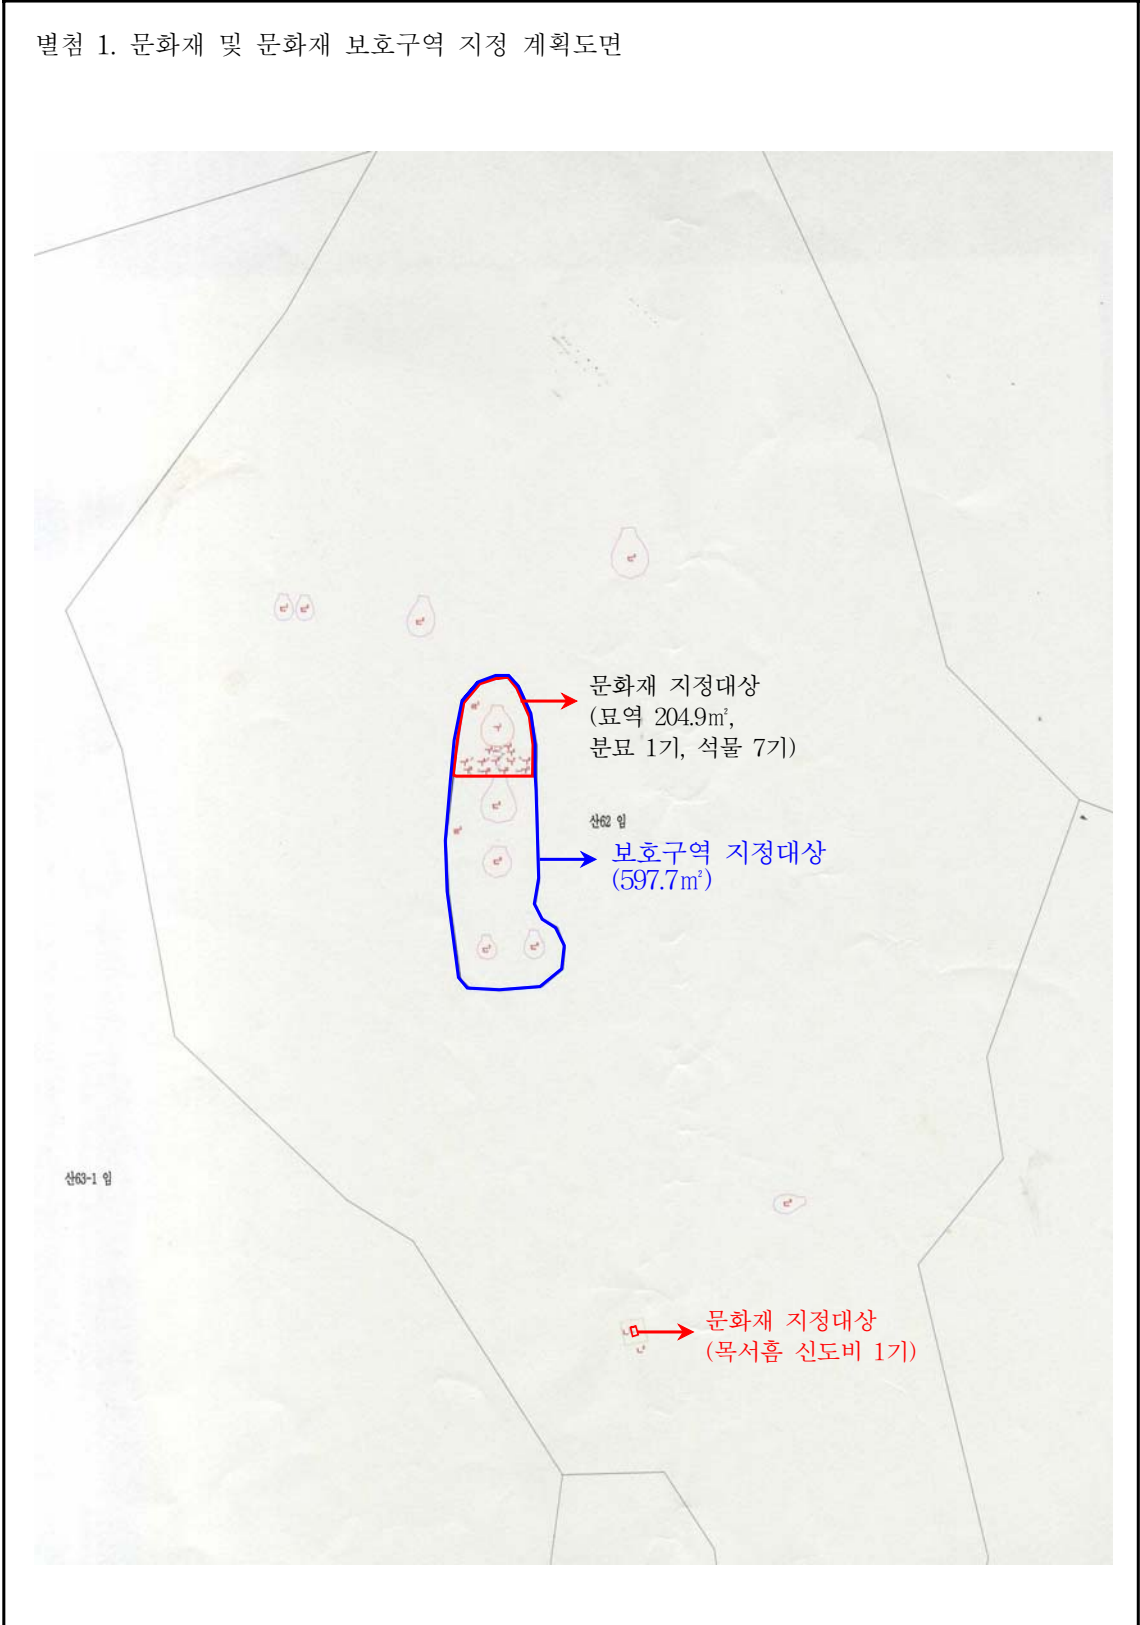 별첨 1. 문화재 및 문화재 보호구역 지정 계획도면
문화재 지정대상
(묘역 204.9㎡,
분묘 1기, 석물 7기)
산62 임
보호구역 지정대상
(597.7㎡)
산63-1 임
문화재 지정대상
(목서흠 신도비 1기)